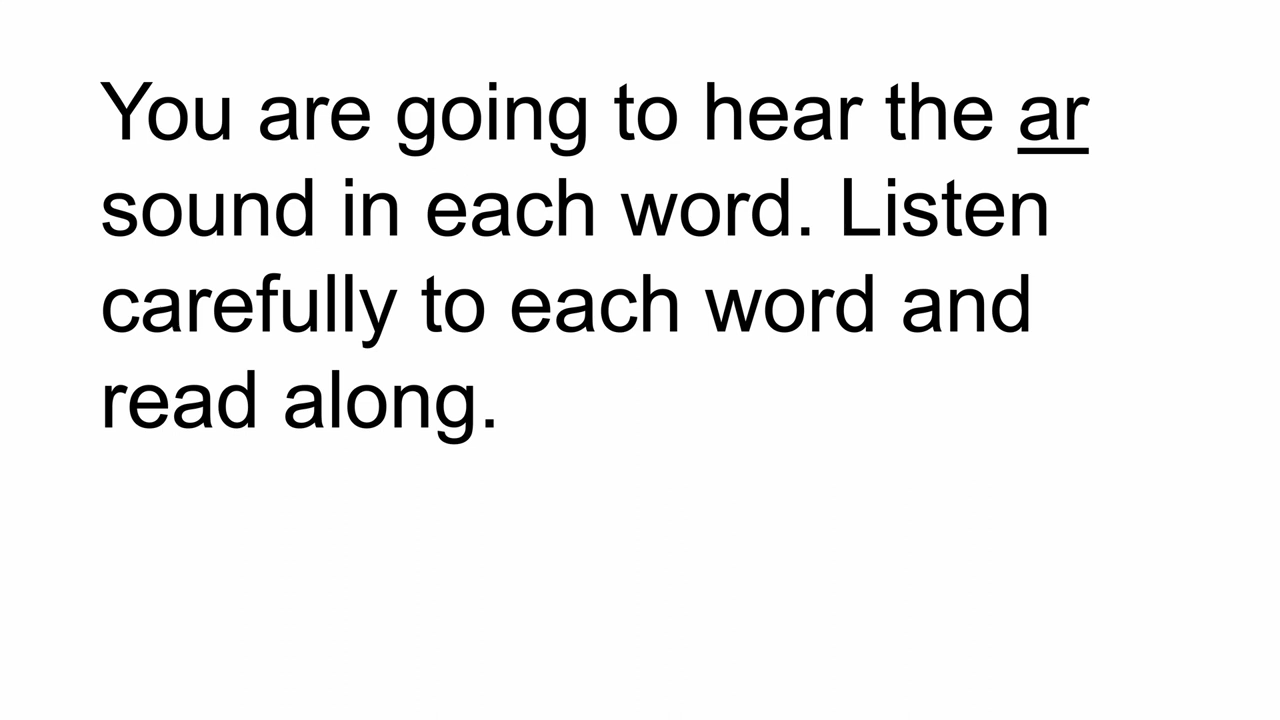 You are going to hear the ar
sound in each word. Listen
carefully to each word and
read along.